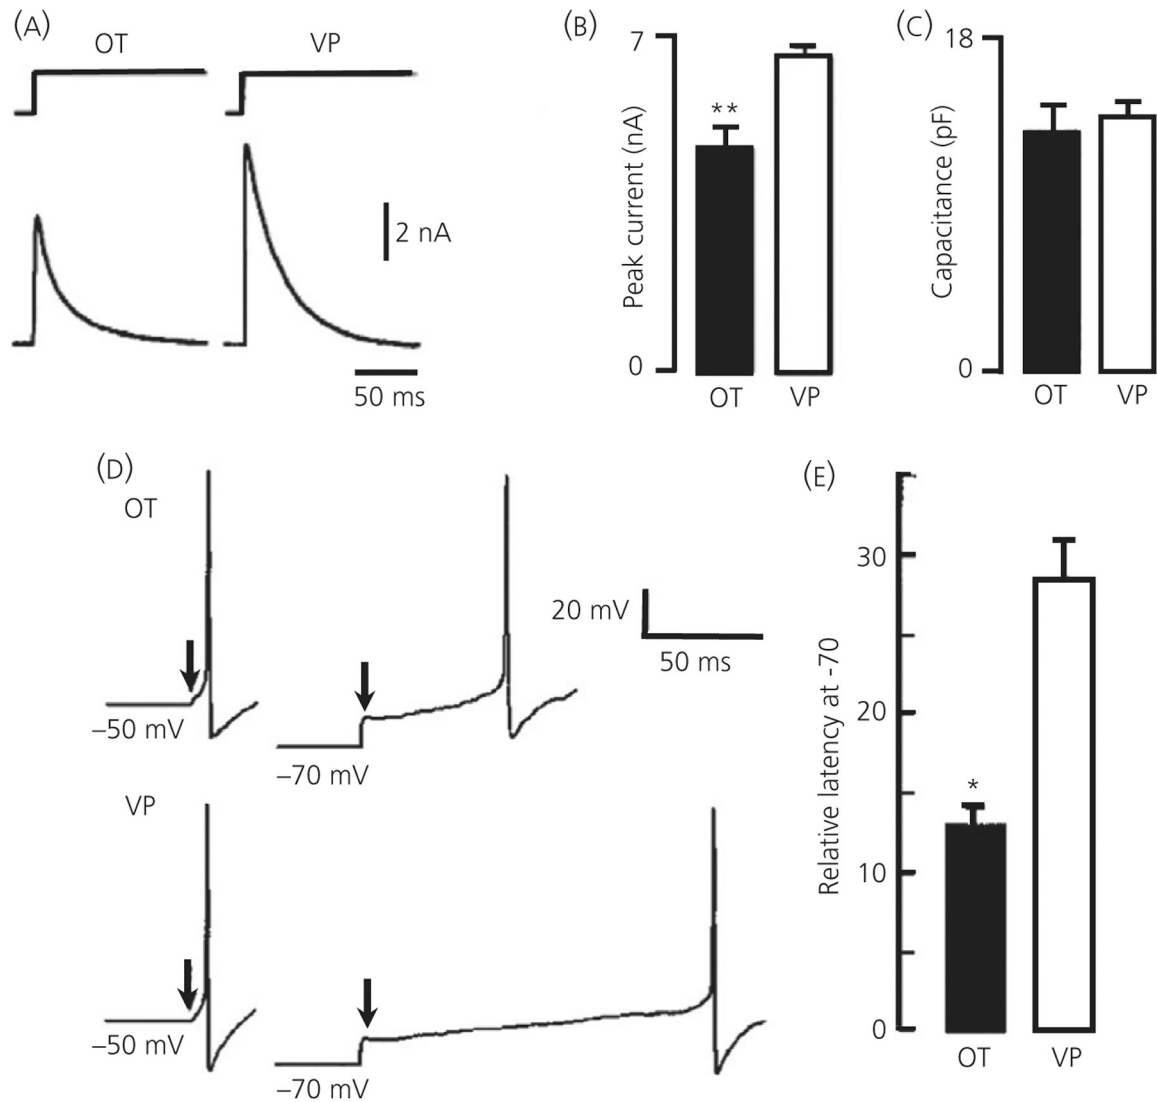 (A)
OT
VP
2 nA
50 ms
(B)
7
Peak current (nA)
0
**
OT
VP
(C)
18
Capacitance (pF)
0
OT
VP
(D)
OT
–50 mV
–70 mV
20 mV
50 ms
VP
–50 mV
–70 mV
(E)
Relative latency at -70
30
20
10
0
*
OT
VP